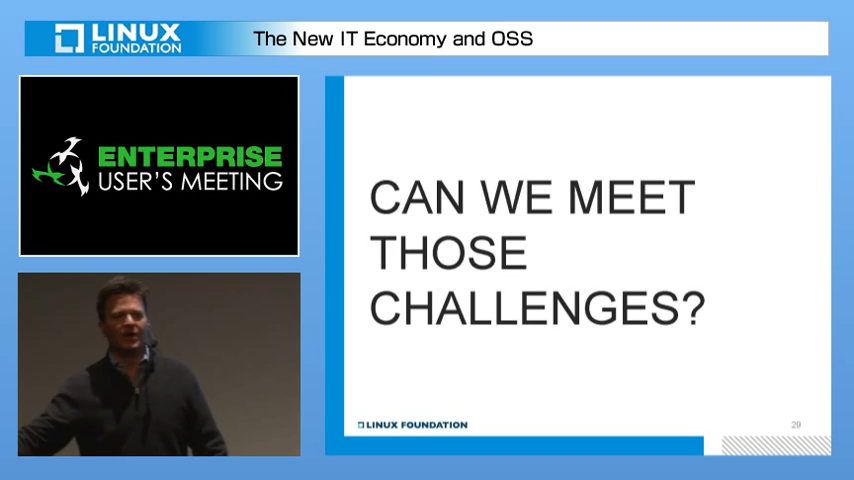 LINUX
FOUNDATION
The New IT Economy and OSS
ENTERPRISE
USER'S MEETING
CAN WE MEET
THOSE
CHALLENGES?
LINUX FOUNDATION
29